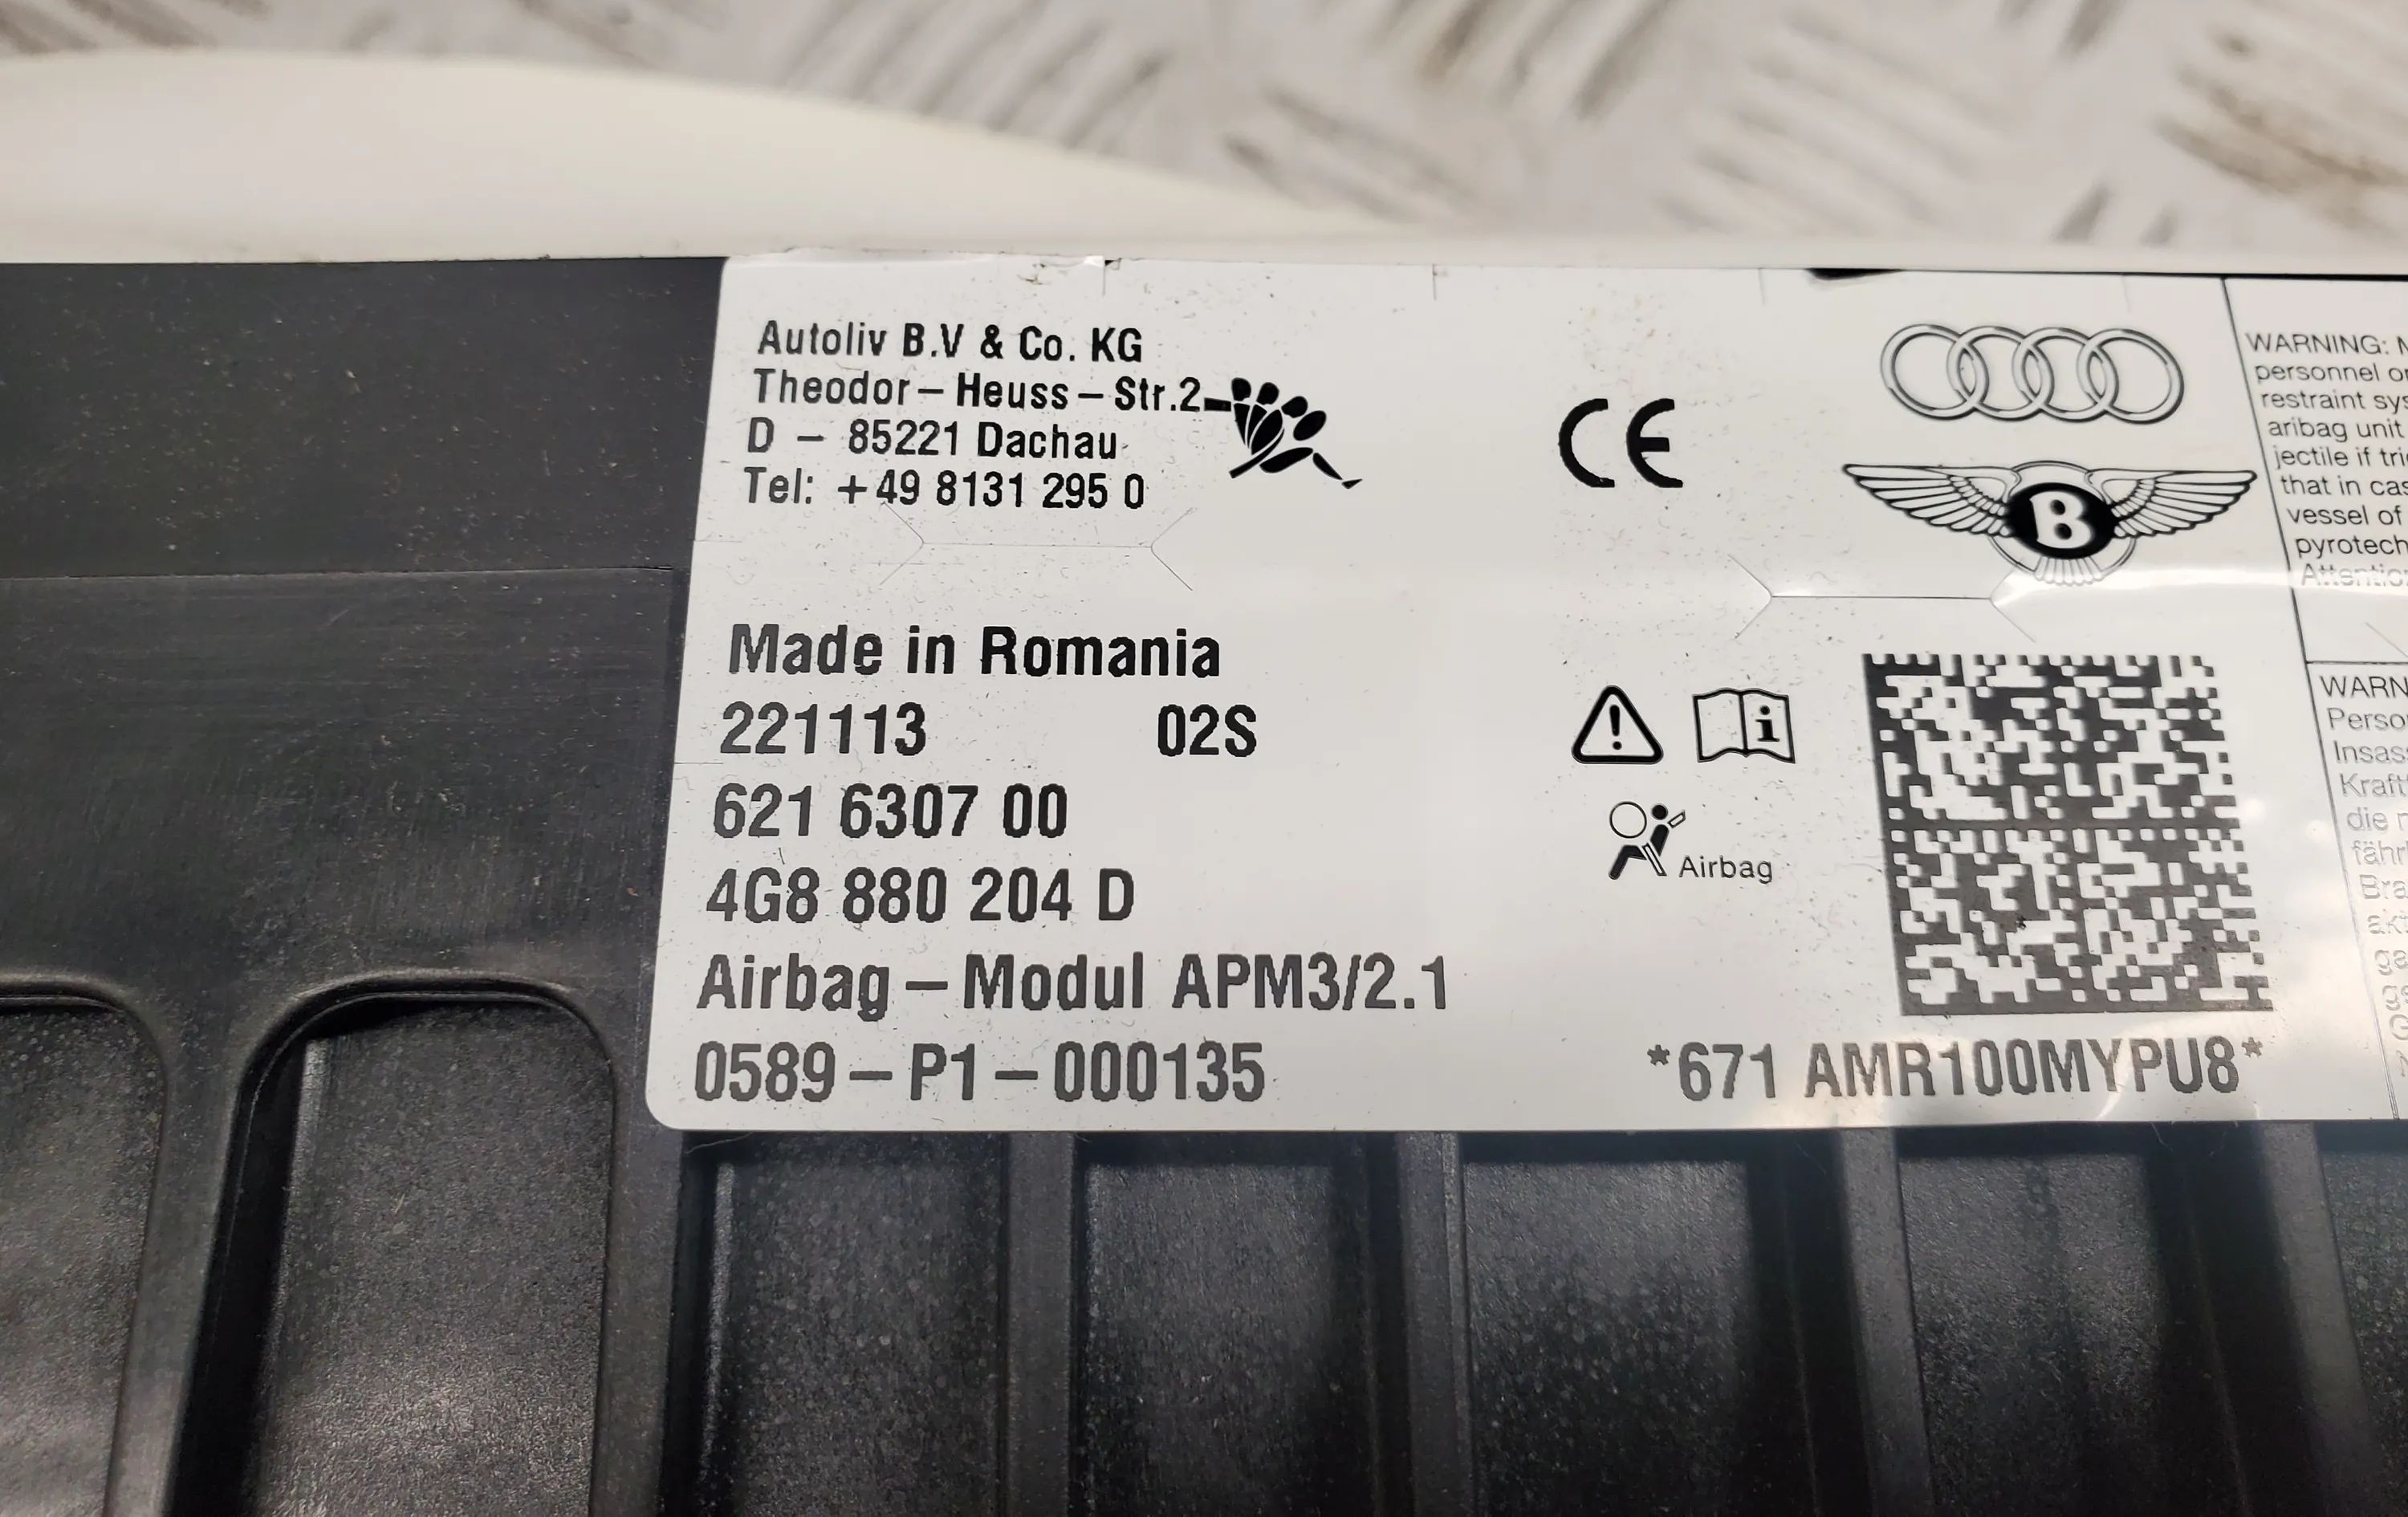 Autoliv B.V & Co. KG
Theodor – Heuss – Str.2
D – 85221 Dachau
Tel: +49 8131 295 0
CE
B
Made in Romania
221113 02S
621 6307 00
4G8 880 204 D
Airbag – Modul APM3/2.1
0589 – P1 – 000135
Airbag
*671 AMR100MYPU8*
WARNING:
personnel
restraint
aribag unit
jectile if
that in
vessel of